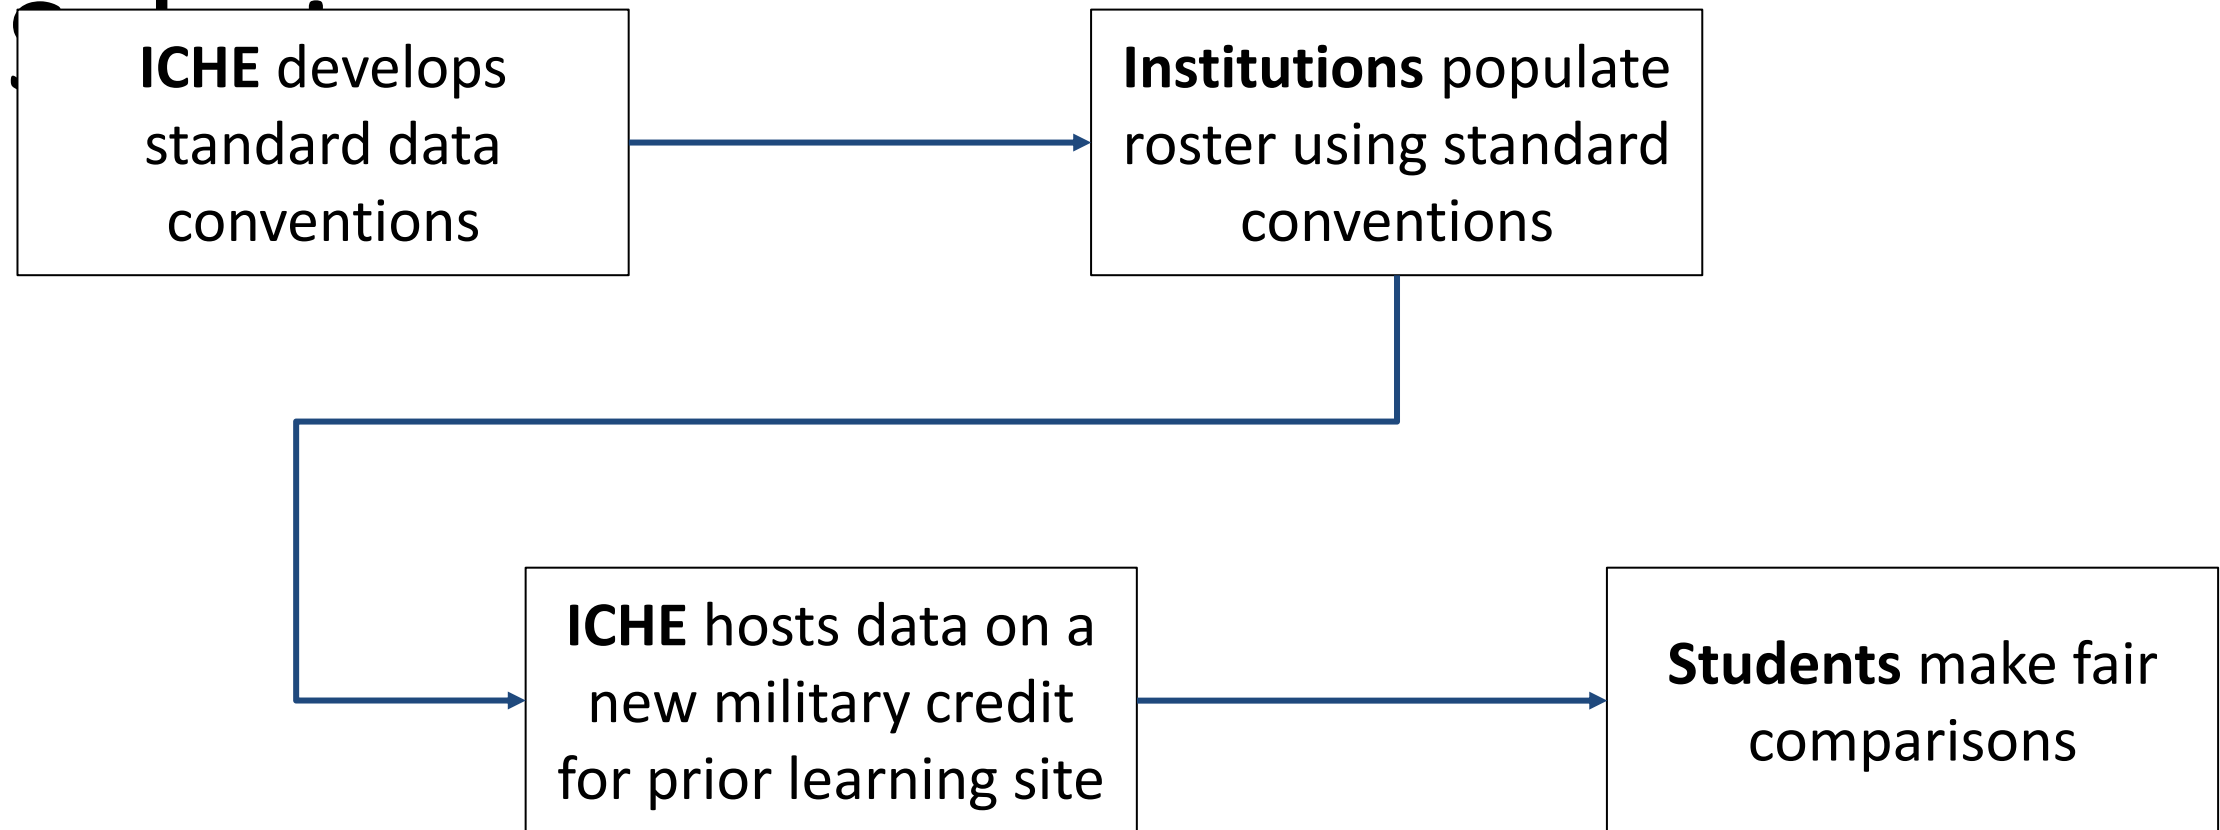 ICHE develops
standard data
conventions
Institutions populate
roster using standard
conventions
ICHE hosts data on a
new military credit
for prior learning site
Students make fair
comparisons